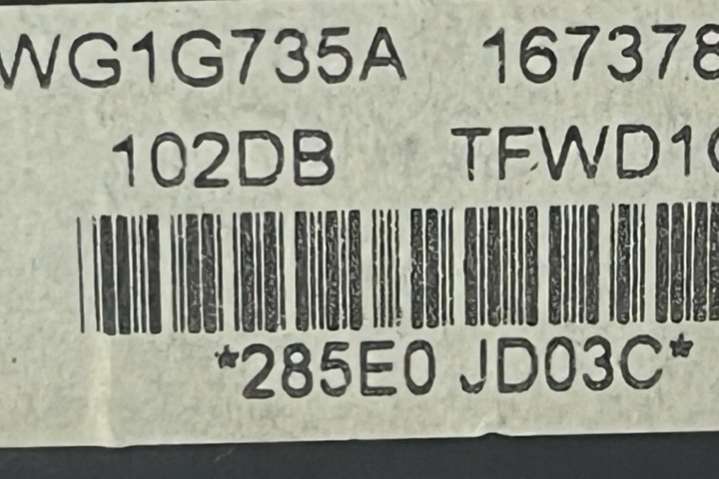 WG1G735A 167378
102DB TFWD1
*285E0 JD03C*